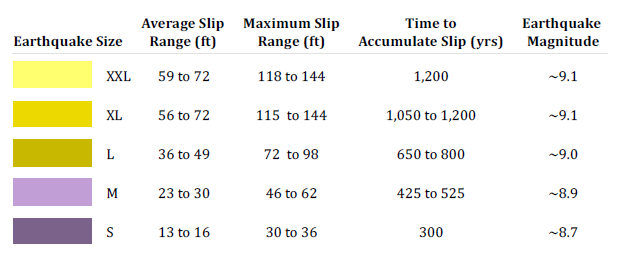 Earthquake Size Average Slip Range (ft) Maximum Slip Range (ft) Time to Accumulate Slip (yrs) Earthquake Magnitude
XXL 59 to 72 118 to 144 1,200 ~9.1
XL 56 to 72 115 to 144 1,050 to 1,200 ~9.1
L 36 to 49 72 to 98 650 to 800 ~9.0
M 23 to 30 46 to 62 425 to 525 ~8.9
S 13 to 16 30 to 36 300 ~8.7